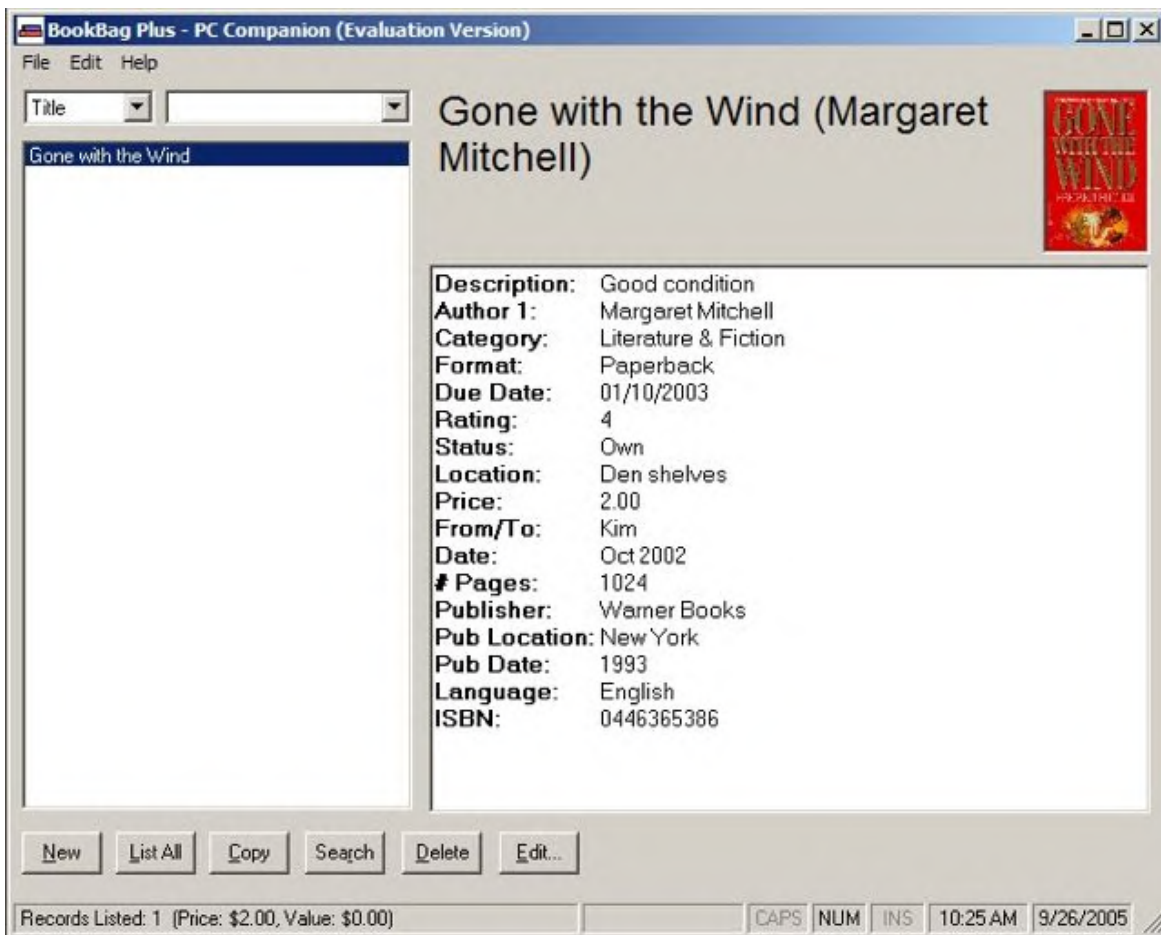 BookBag Plus - PC Companion (Evaluation Version)
File Edit Help
Title
Gone with the Wind (Margaret
Mitchell)
GONE
WITH THE
WIND
Gone with the Wind
Description: Good condition
Author 1: Margaret Mitchell
Category: Literature & Fiction
Format: Paperback
Due Date: 01/10/2003
Rating: 4
Status: Own
Location: Den shelves
Price: 2.00
From/To: Kim
Date: Oct 2002
# Pages: 1024
Publisher: Warner Books
Pub Location: New York
Pub Date: 1993
Language: English
ISBN: 0446365386
New List All Copy Search Delete Edit...
Records Listed: 1 (Price: $2.00, Value: $0.00) CAPS NUM INS 10:25 AM 9/26/2005